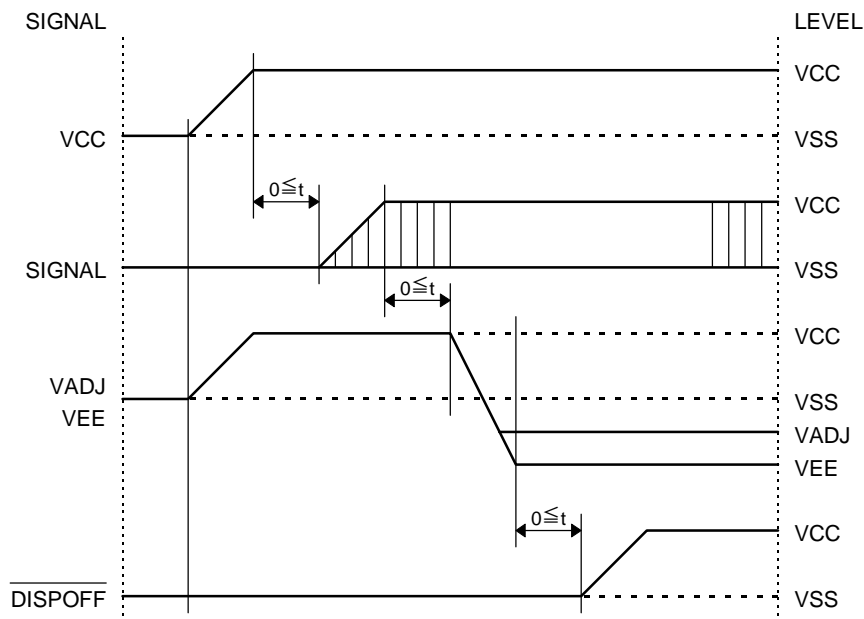 SIGNAL
LEVEL
VCC
VCC
VSS
0≦t
VCC
SIGNAL
VSS
0≦t
VCC
VADJ
VEE
VSS
VADJ
VEE
0≦t
VCC
DISPOFF
VSS